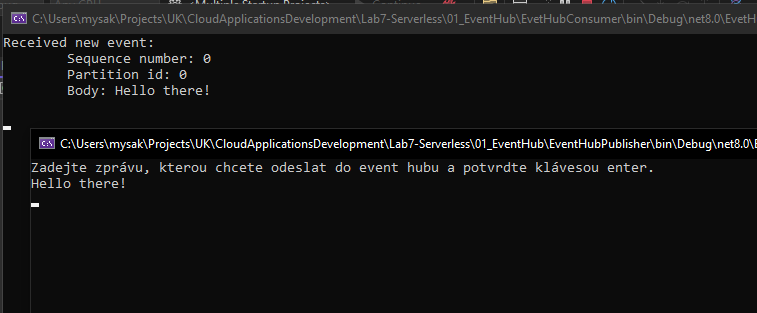 C:\Users\mysak\Projects\UK\CloudApplicationsDevelopment\Lab7-Serverless\01_EventHub\EvetHubConsumer\bin\Debug\net8.0\EvetH
Received new event:
Sequence number: 0
Partition id: 0
Body: Hello there!
C:\Users\mysak\Projects\UK\CloudApplicationsDevelopment\Lab7-Serverless\01_EventHub\EventHubPublisher\bin\Debug\net8.0\E
Zadejte zprávu, kterou chcete odeslat do event hubu a potvrdte klávesou enter.
Hello there!